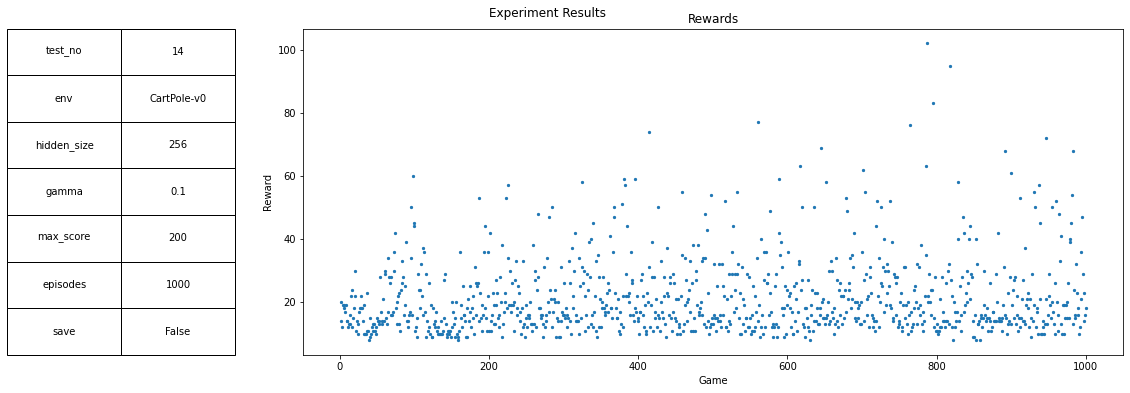 Experiment Results
test_no 14
env CartPole-v0
hidden_size 256
gamma 0.1
max_score 200
episodes 1000
save False
Rewards
Reward
100
80
60
40
20
0 200 400 600 800 1000
Game